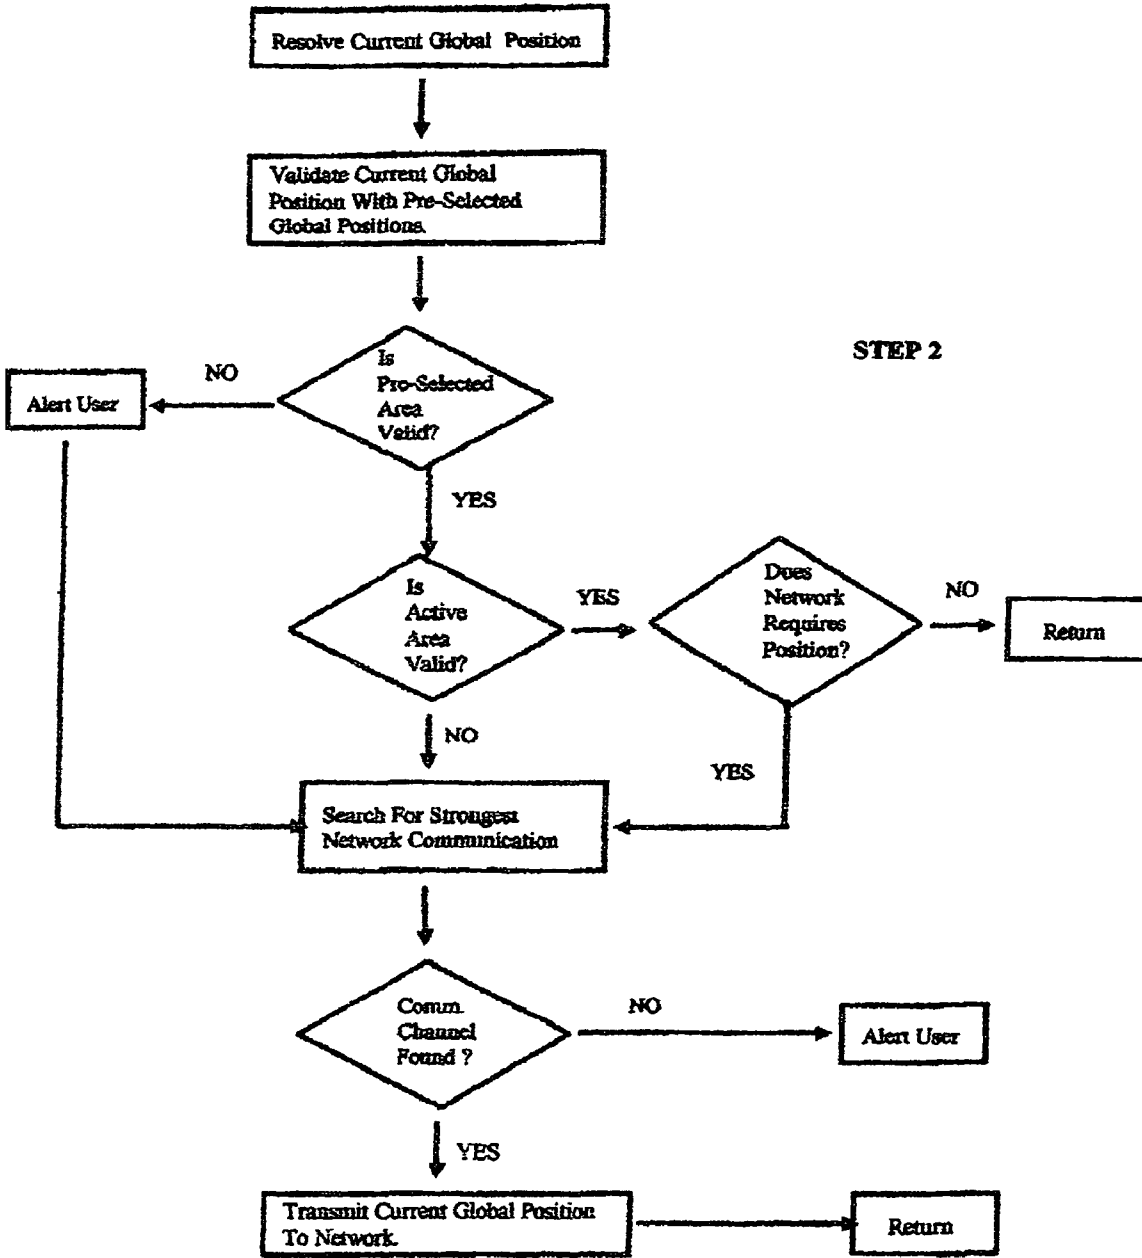 Resolve Current Global Position
Validate Current Global
Position With Pre-Selected
Global Positions.
STEP 2
Is
Pre-Selected
Area
Valid?
NO
Alert User
YES
Is
Active
Area
Valid?
YES
Does
Network
Requires
Position?
NO
Return
NO
YES
Search For Strongest
Network Communication
Comm.
Channel
Found ?
NO
Alert User
YES
Transmit Current Global Position
To Network.
Return